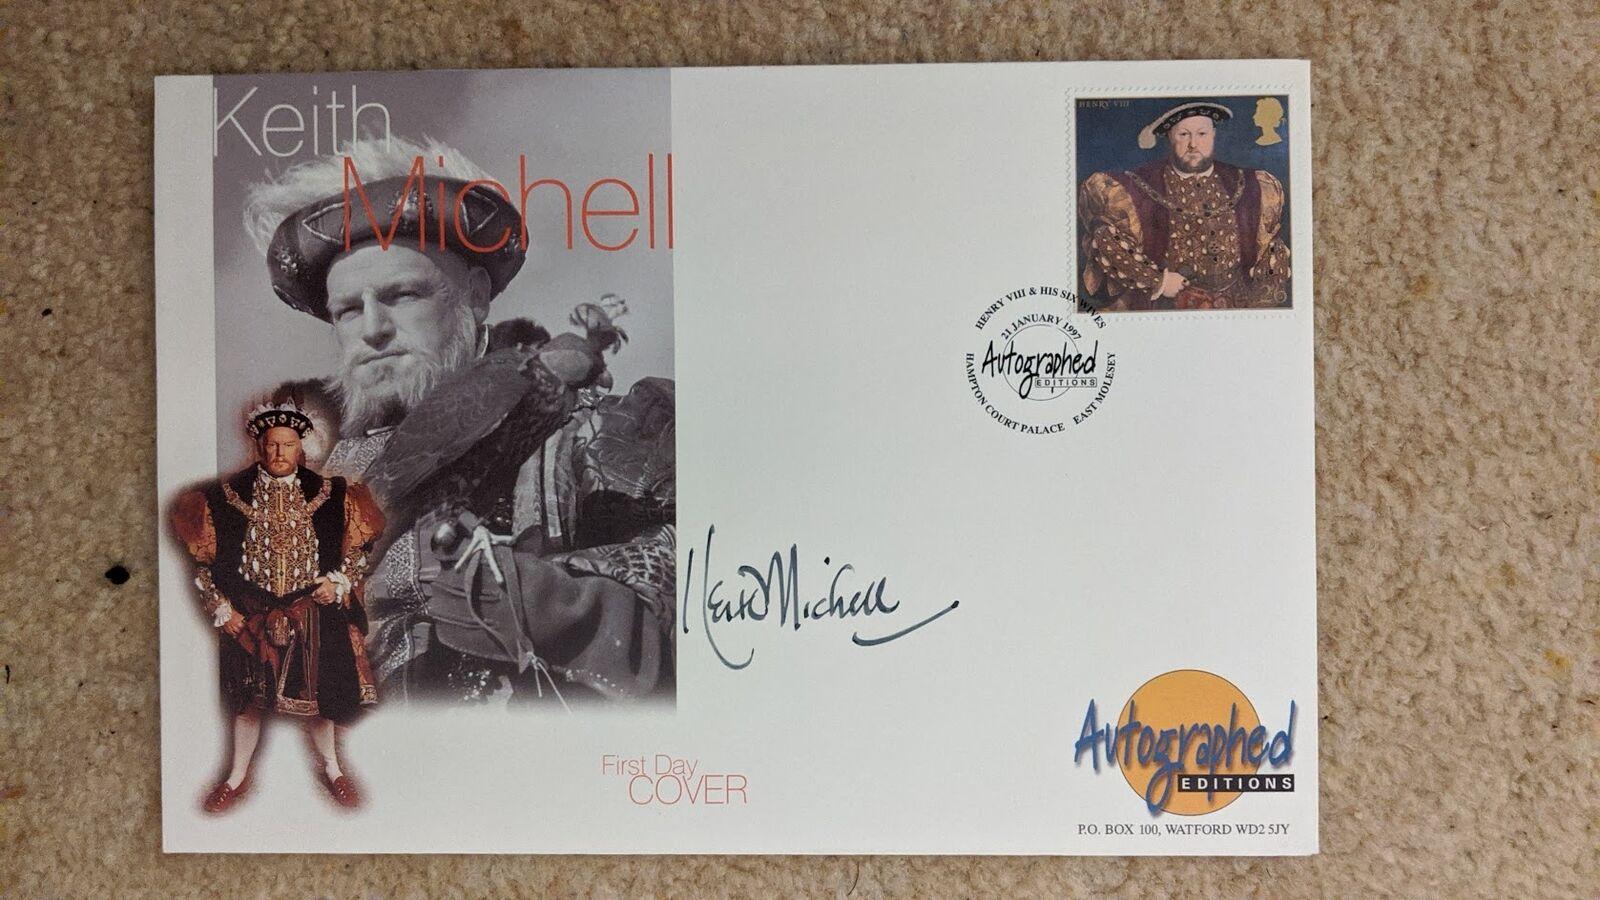 Keith
Michell
HENRY VIII
26
HENRY VIII & HIS SIX WIVES
21 JANUARY 1997
Autographed
EDITIONS
HAMPTON COURT PALACE EAST MOLESEY
Keith Michell
First Day
COVER
Autographed
EDITIONS
P.O. BOX 100, WATFORD WD2 5JY